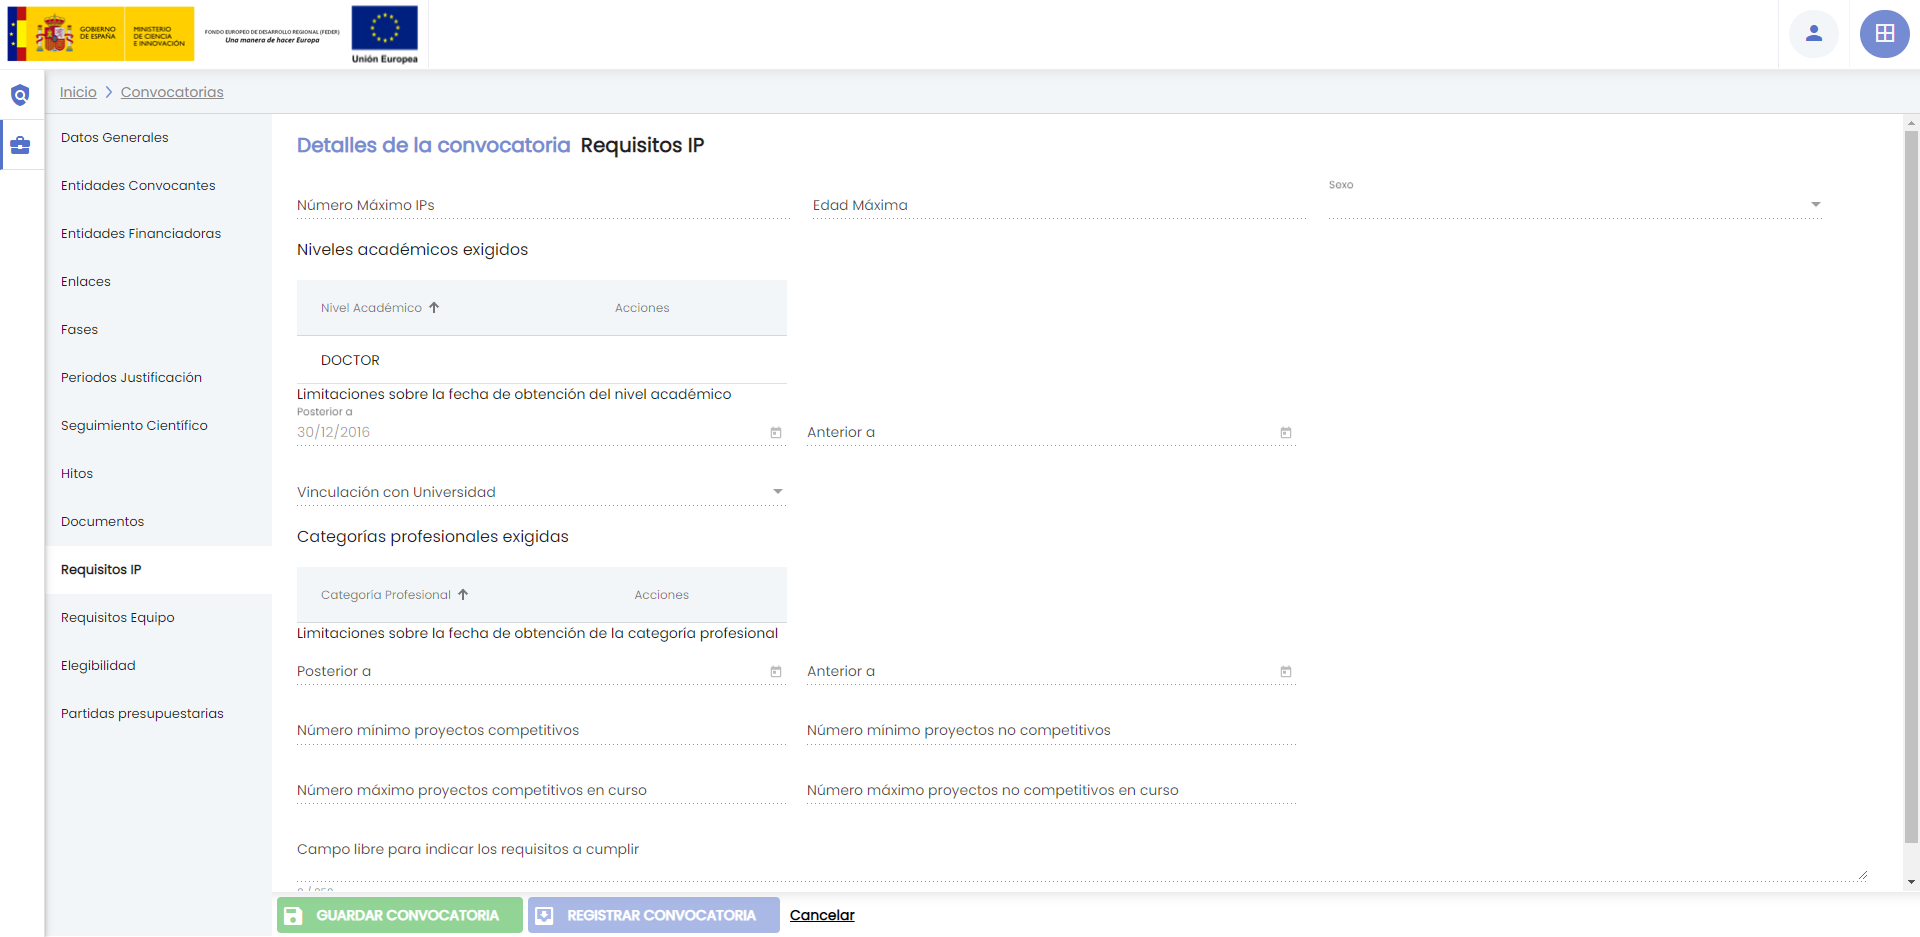 GOBIERNO
DE ESPAÑA
MINISTERIO
DE CIENCIA
E INNOVACIÓN
FONDO EUROPEO DE DESARROLLO REGIONAL (FEDER)
Una manera de hacer Europa
Unión Europea
Inicio
Convocatorias
Datos Generales
Entidades Convocantes
Entidades Financiadoras
Enlaces
Fases
Periodos Justificación
Seguimiento Científico
Hitos
Documentos
Requisitos IP
Requisitos Equipo
Elegibilidad
Partidas presupuestarias
Detalles de la convocatoria Requisitos IP
Número Máximo IPs
Edad Máxima
Sexo
Niveles académicos exigidos
Nivel Académico
Acciones
DOCTOR
Limitaciones sobre la fecha de obtención del nivel académico
Posterior a
30/12/2016
Anterior a
Vinculación con Universidad
Categorías profesionales exigidas
Categoría Profesional
Acciones
Limitaciones sobre la fecha de obtención de la categoría profesional
Posterior a
Anterior a
Número mínimo proyectos competitivos
Número mínimo proyectos no competitivos
Número máximo proyectos competitivos en curso
Número máximo proyectos no competitivos en curso
Campo libre para indicar los requisitos a cumplir
GUARDAR CONVOCATORIA
REGISTRAR CONVOCATORIA
Cancelar